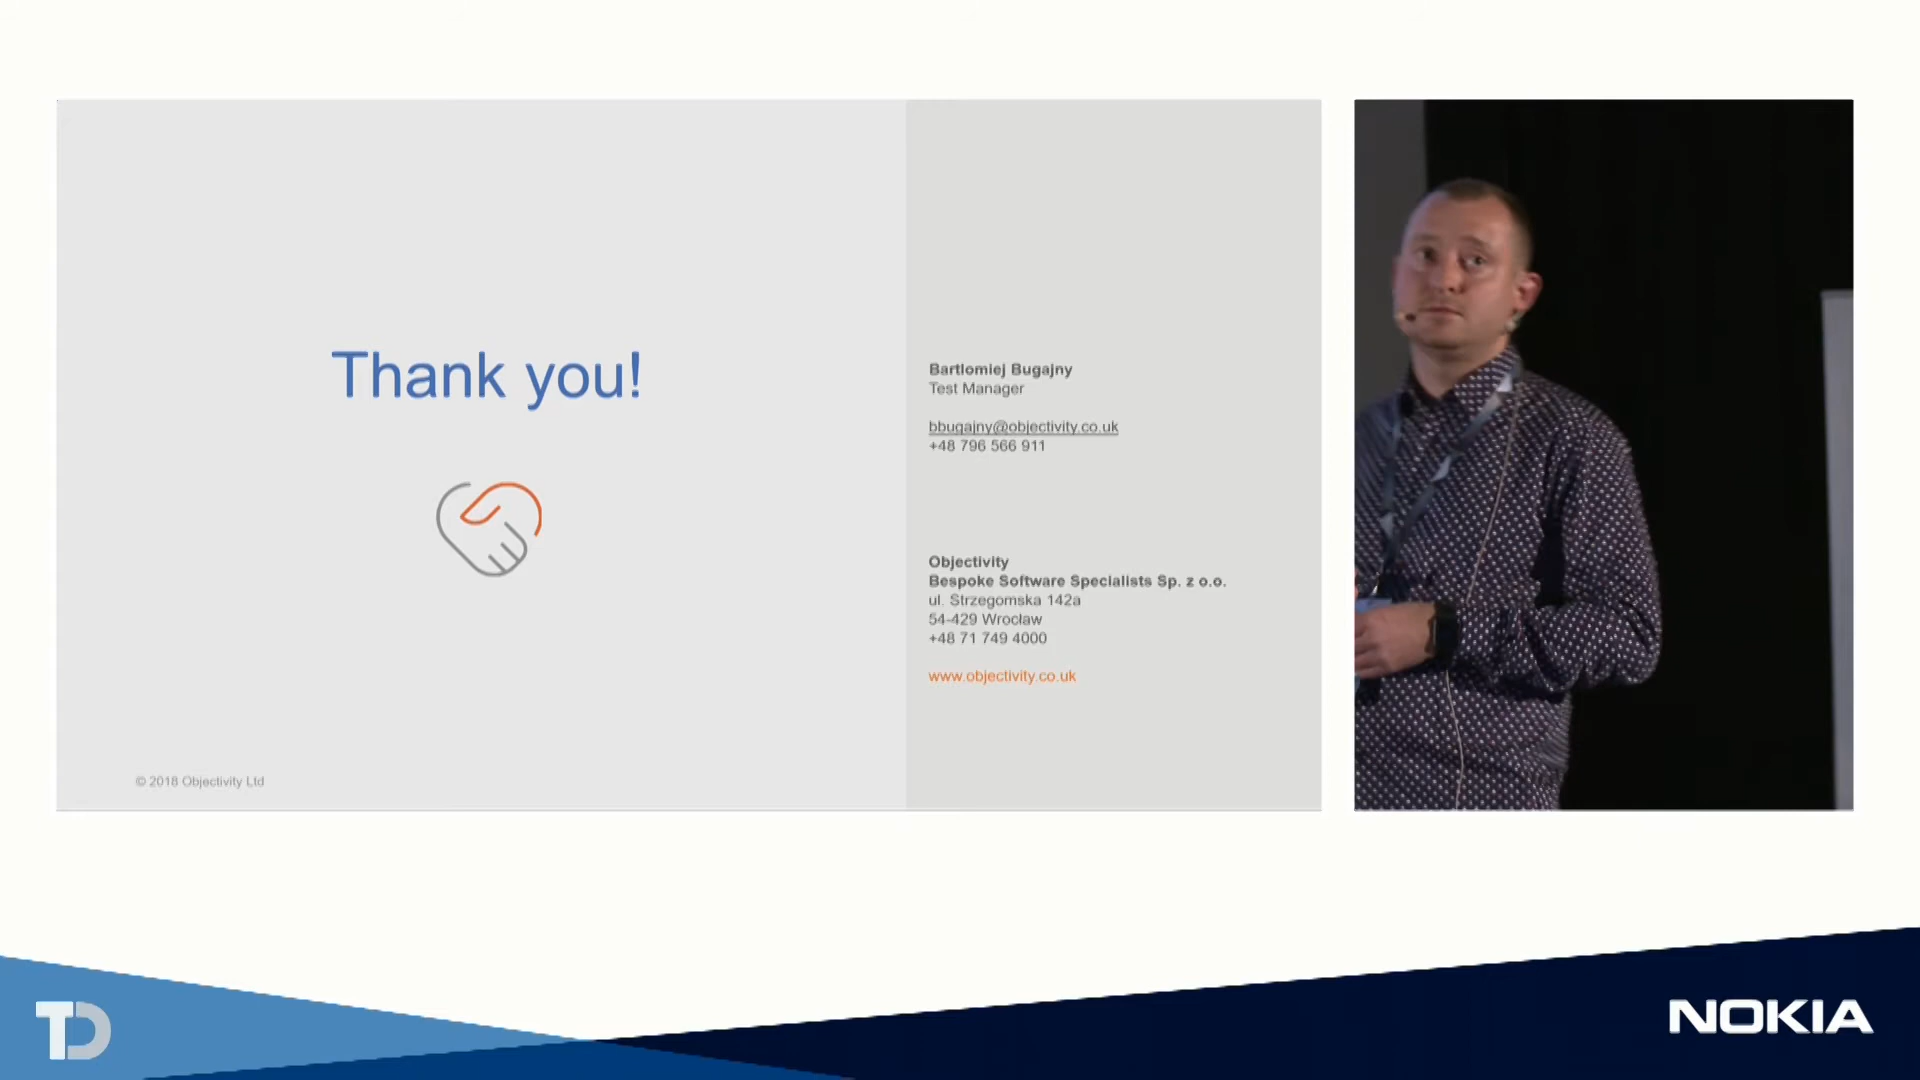 Thank you!
Bartlomiej Bugajny
Test Manager
bbugajny@objectivity.co.uk
+48 796 566 911
Objectivity
Bespoke Software Specialists Sp. z o.o.
ul. Strzegomska 142a
54-429 Wrocław
+48 71 749 4000
www.objectivity.co.uk
© 2018 Objectivity Ltd
TD
NOKIA